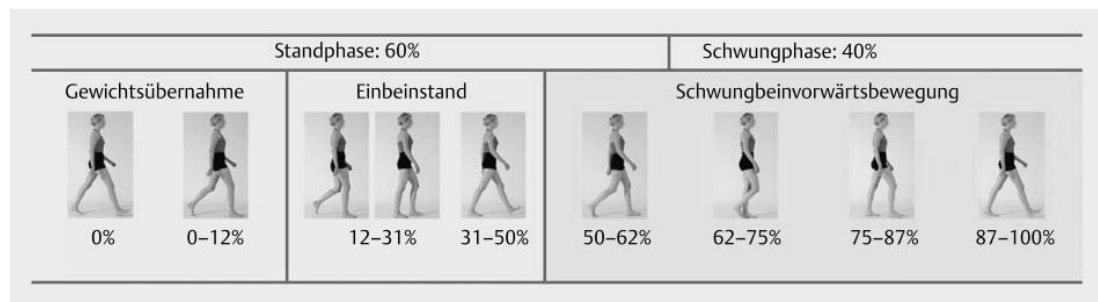 Standphase: 60% Schwungphase: 40%
Gewichtsübernahme Einbeinstand Schwungbeinvorwärtsbewegung
0% 0–12% 12–31% 31–50% 50–62% 62–75% 75–87% 87–100%